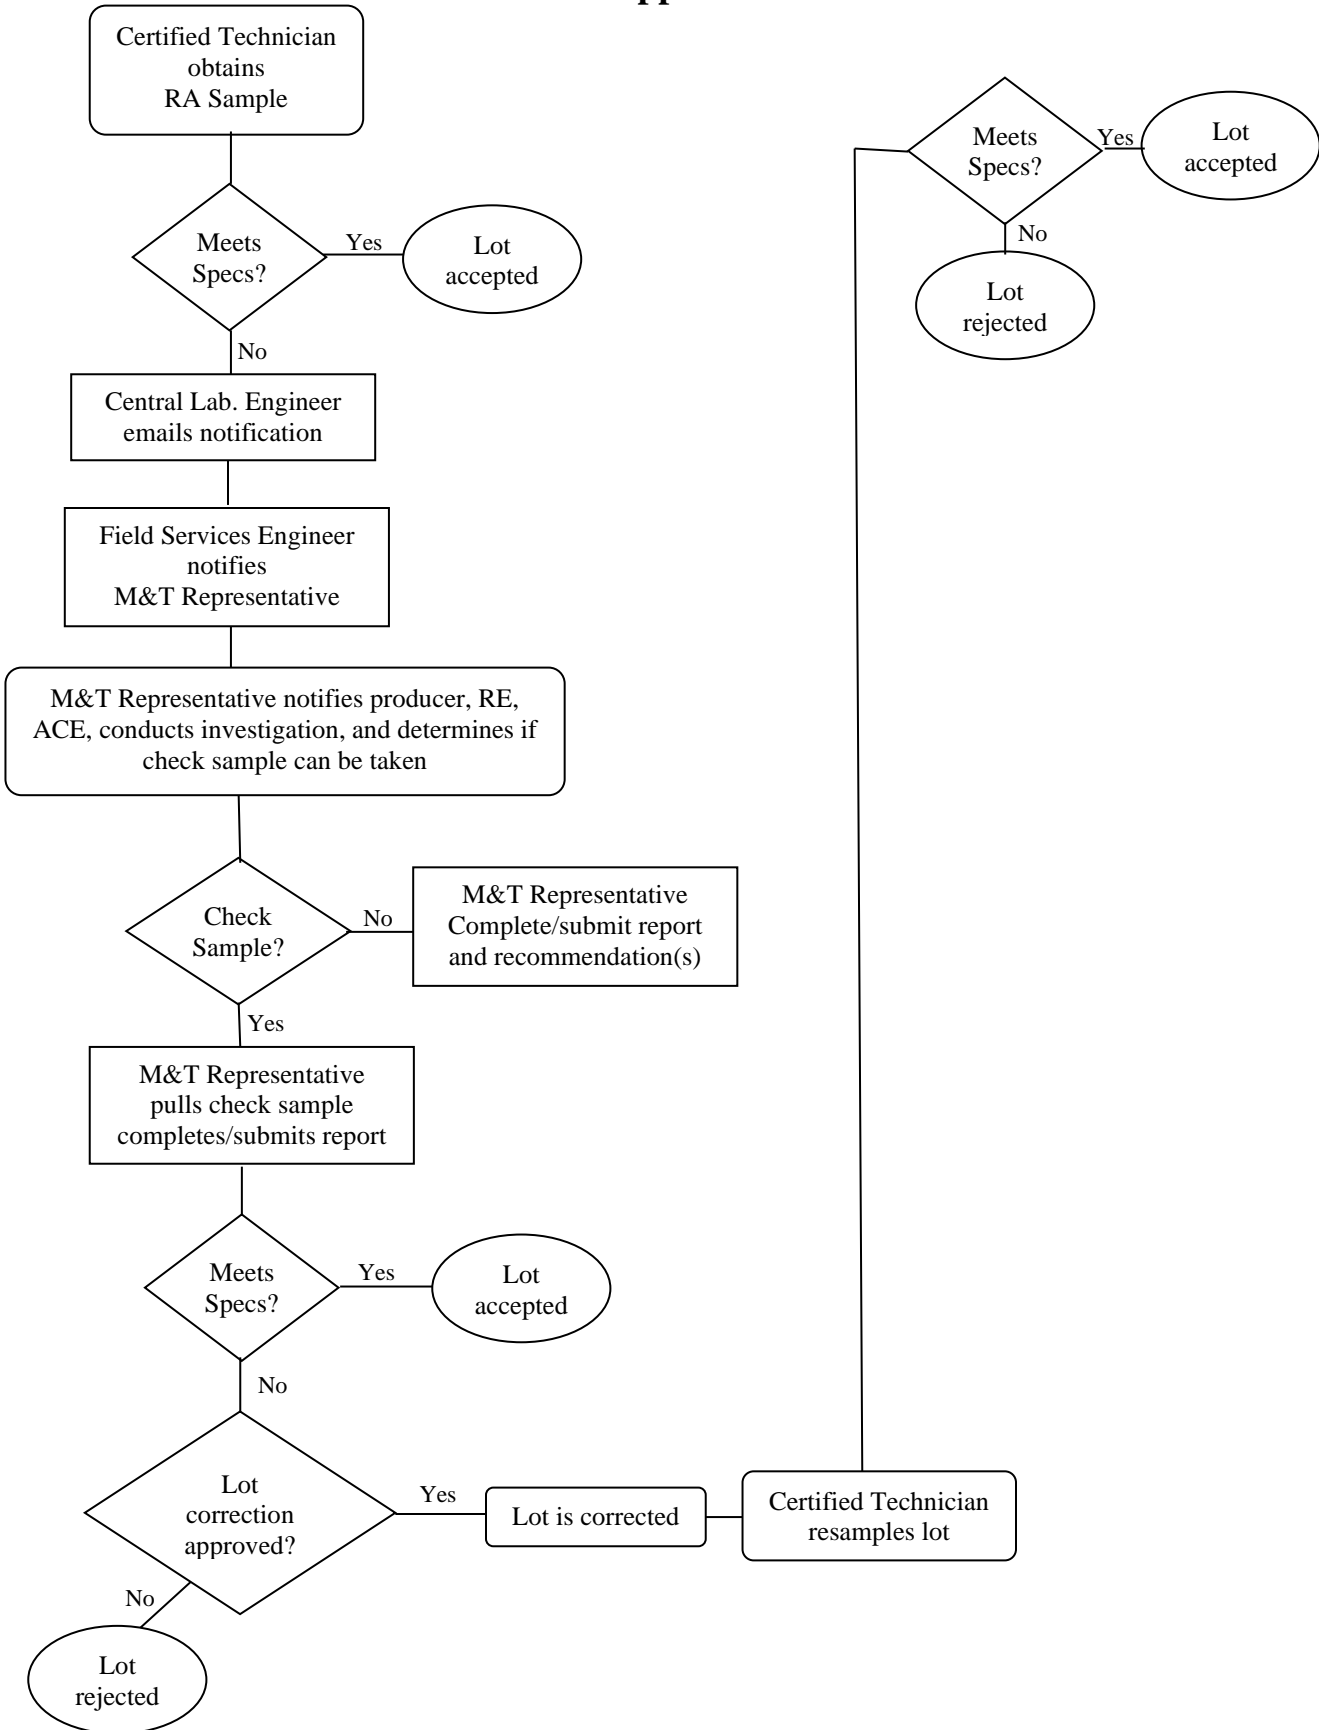 Certified Technician
obtains
RA Sample
Meets
Specs?
Yes
Lot
accepted
No
Central Lab. Engineer
emails notification
Field Services Engineer
notifies
M&T Representative
M&T Representative notifies producer, RE,
ACE, conducts investigation, and determines if
check sample can be taken
Check
Sample?
No
M&T Representative
Complete/submit report
and recommendation(s)
Yes
M&T Representative
pulls check sample
completes/submits report
Meets
Specs?
Yes
Lot
accepted
No
Lot
correction
approved?
Yes
Lot is corrected
Certified Technician
resamples lot
No
Lot
rejected
Meets
Specs?
Yes
Lot
accepted
No
Lot
rejected